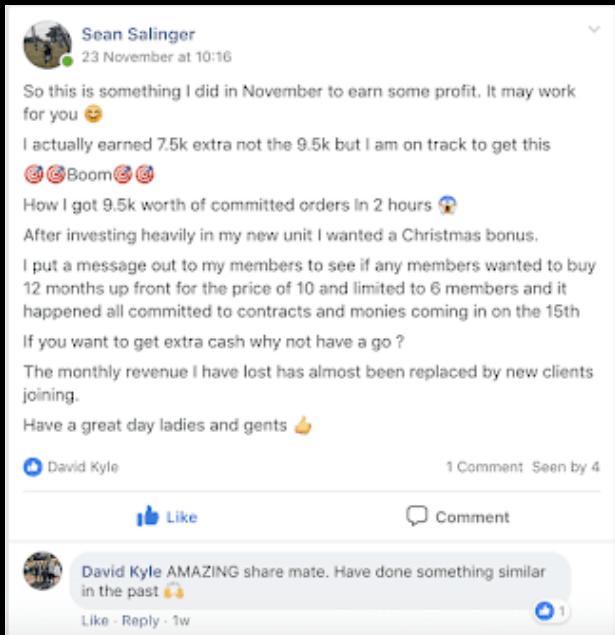 Sean Salinger
23 November at 10:16
So this is something I did in November to earn some profit. It may work
for you 😊
I actually earned 7.5k extra not the 9.5k but I am on track to get this
🎯🎯Boom🎯🎯
How I got 9.5k worth of committed orders In 2 hours 😱
After investing heavily in my new unit I wanted a Christmas bonus.
I put a message out to my members to see if any members wanted to buy
12 months up front for the price of 10 and limited to 6 members and it
happened all committed to contracts and monies coming in on the 15th
If you want to get extra cash why not have a go ?
The monthly revenue I have lost has almost been replaced by new clients
joining.
Have a great day ladies and gents 👍
David Kyle 1 Comment Seen by 4
Like Comment
David Kyle AMAZING share mate. Have done something similar
in the past 🙌
1
Like · Reply · 1w